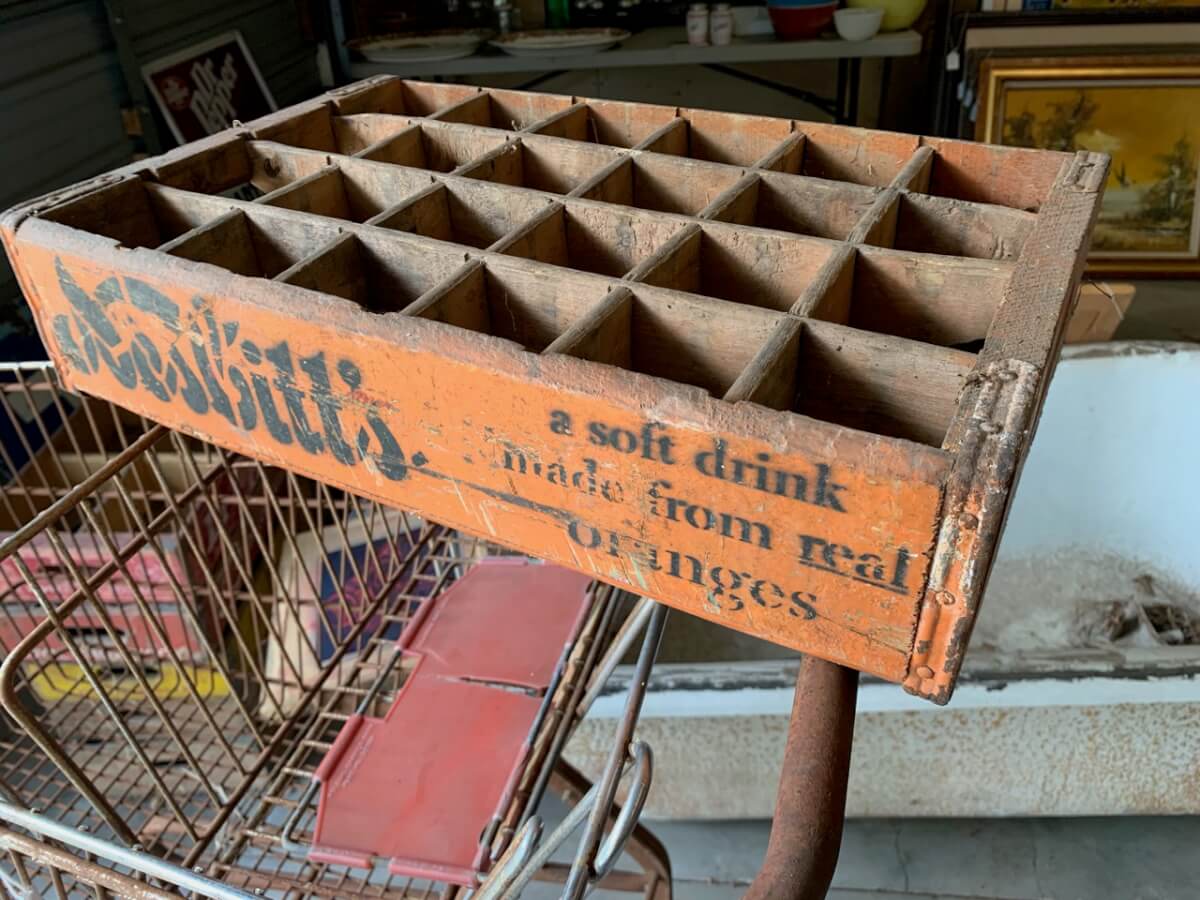 Nesbitt's.
a soft drink
made from real
oranges